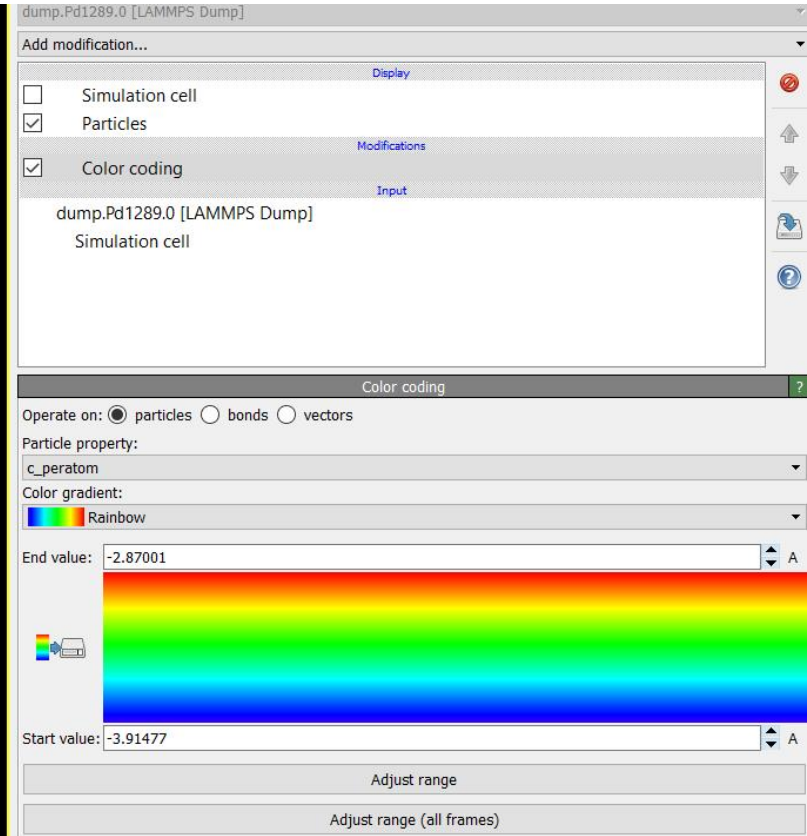 dump.Pd1289.0 [LAMMPS Dump]
Add modification...
Display
Simulation cell
Particles
Modifications
Color coding
Input
dump.Pd1289.0 [LAMMPS Dump]
Simulation cell
Color coding
?
Operate on: particles bonds vectors
Particle property:
c_peratom
Color gradient:
Rainbow
End value: -2.87001 A
Start value: -3.91477 A
Adjust range
Adjust range (all frames)